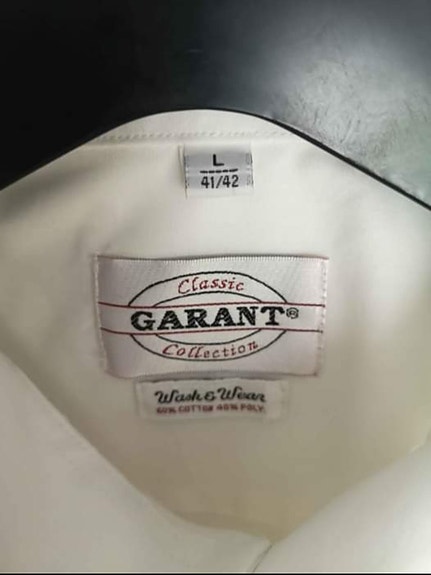 L
41/42
Classic
GARANT®
Collection
Wash & Wear
60% COTTON 40% POLY.